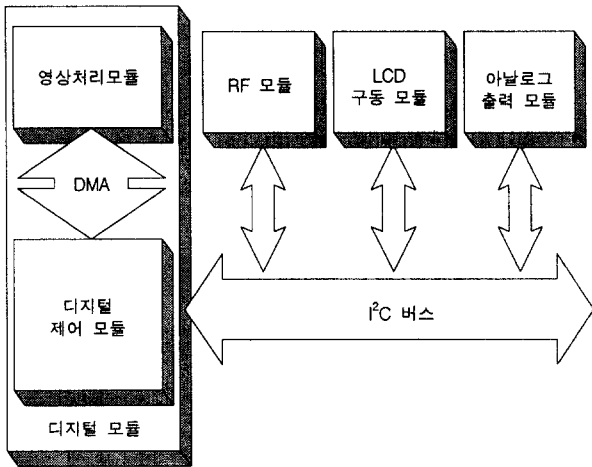 영상처리모듈
RF 모듈
LCD
구동 모듈
아날로그
출력 모듈
DMA
디지털
제어 모듈
I²C 버스
디지털 모듈